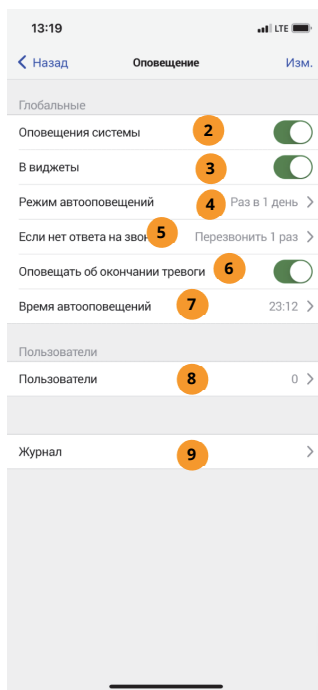 13:19 LTE
Назад Оповещение Изм.
Глобальные
Оповещения системы 2
В виджеты 3
Режим автооповещений 4 Раз в 1 день
Если нет ответа на звон 5 Перезвонить 1 раз
Оповещать об окончании тревоги 6
Время автооповещений 7 23:12
Пользователи
Пользователи 8 0
Журнал 9